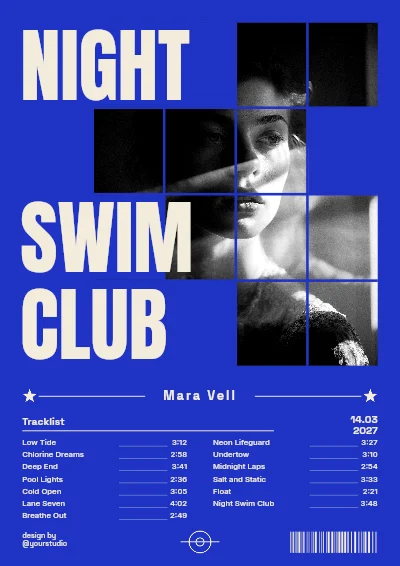 NIGHT
SWIM
CLUB
Mara Vell
Tracklist
14.03
2027
Low Tide 3:12
Chlorine Dreams 2:58
Deep End 3:41
Pool Lights 2:36
Cold Open 3:05
Lane Seven 4:02
Breathe Out 2:49
Neon Lifeguard 3:27
Undertow 3:10
Midnight Laps 2:54
Salt and Static 3:33
Float 2:21
Night Swim Club 3:48
design by
@yourstudio